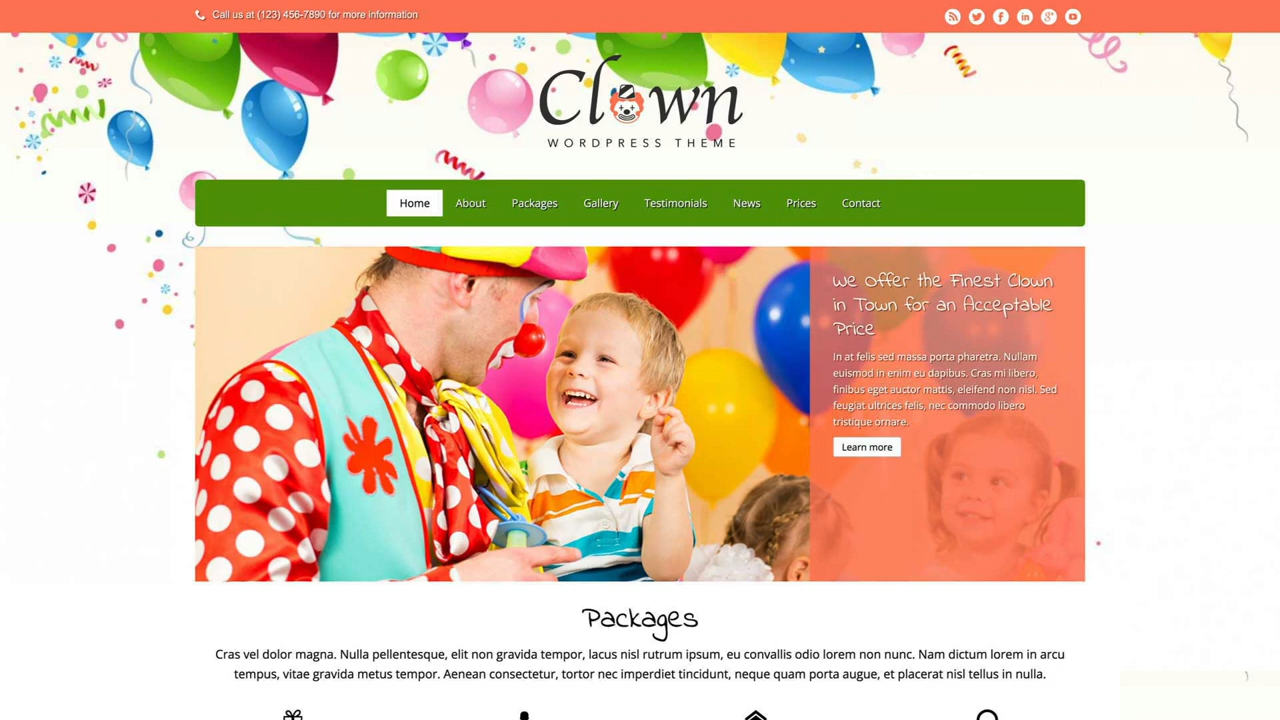 Call us at (123) 456-7890 for more information
Clown
WORDPRESS THEME
Home About Packages Gallery Testimonials News Prices Contact
We Offer the Finest Clown
in Town for an Acceptable
Price
In at felis sed massa porta pharetra. Nullam
euismod in enim eu dapibus. Cras mi libero,
finibus eget auctor mattis, eleifend non nisl. Sed
feugiat ultrices felis, nec commodo libero
tristique ornare.
Learn more
Packages
Cras vel dolor magna. Nulla pellentesque, elit non gravida tempor, lacus nisl rutrum ipsum, eu convallis odio lorem non nunc. Nam dictum lorem in arcu
tempus, vitae gravida metus tempor. Aenean consectetur, tortor nec imperdiet tincidunt, neque quam porta augue, et placerat nisl tellus in nulla.